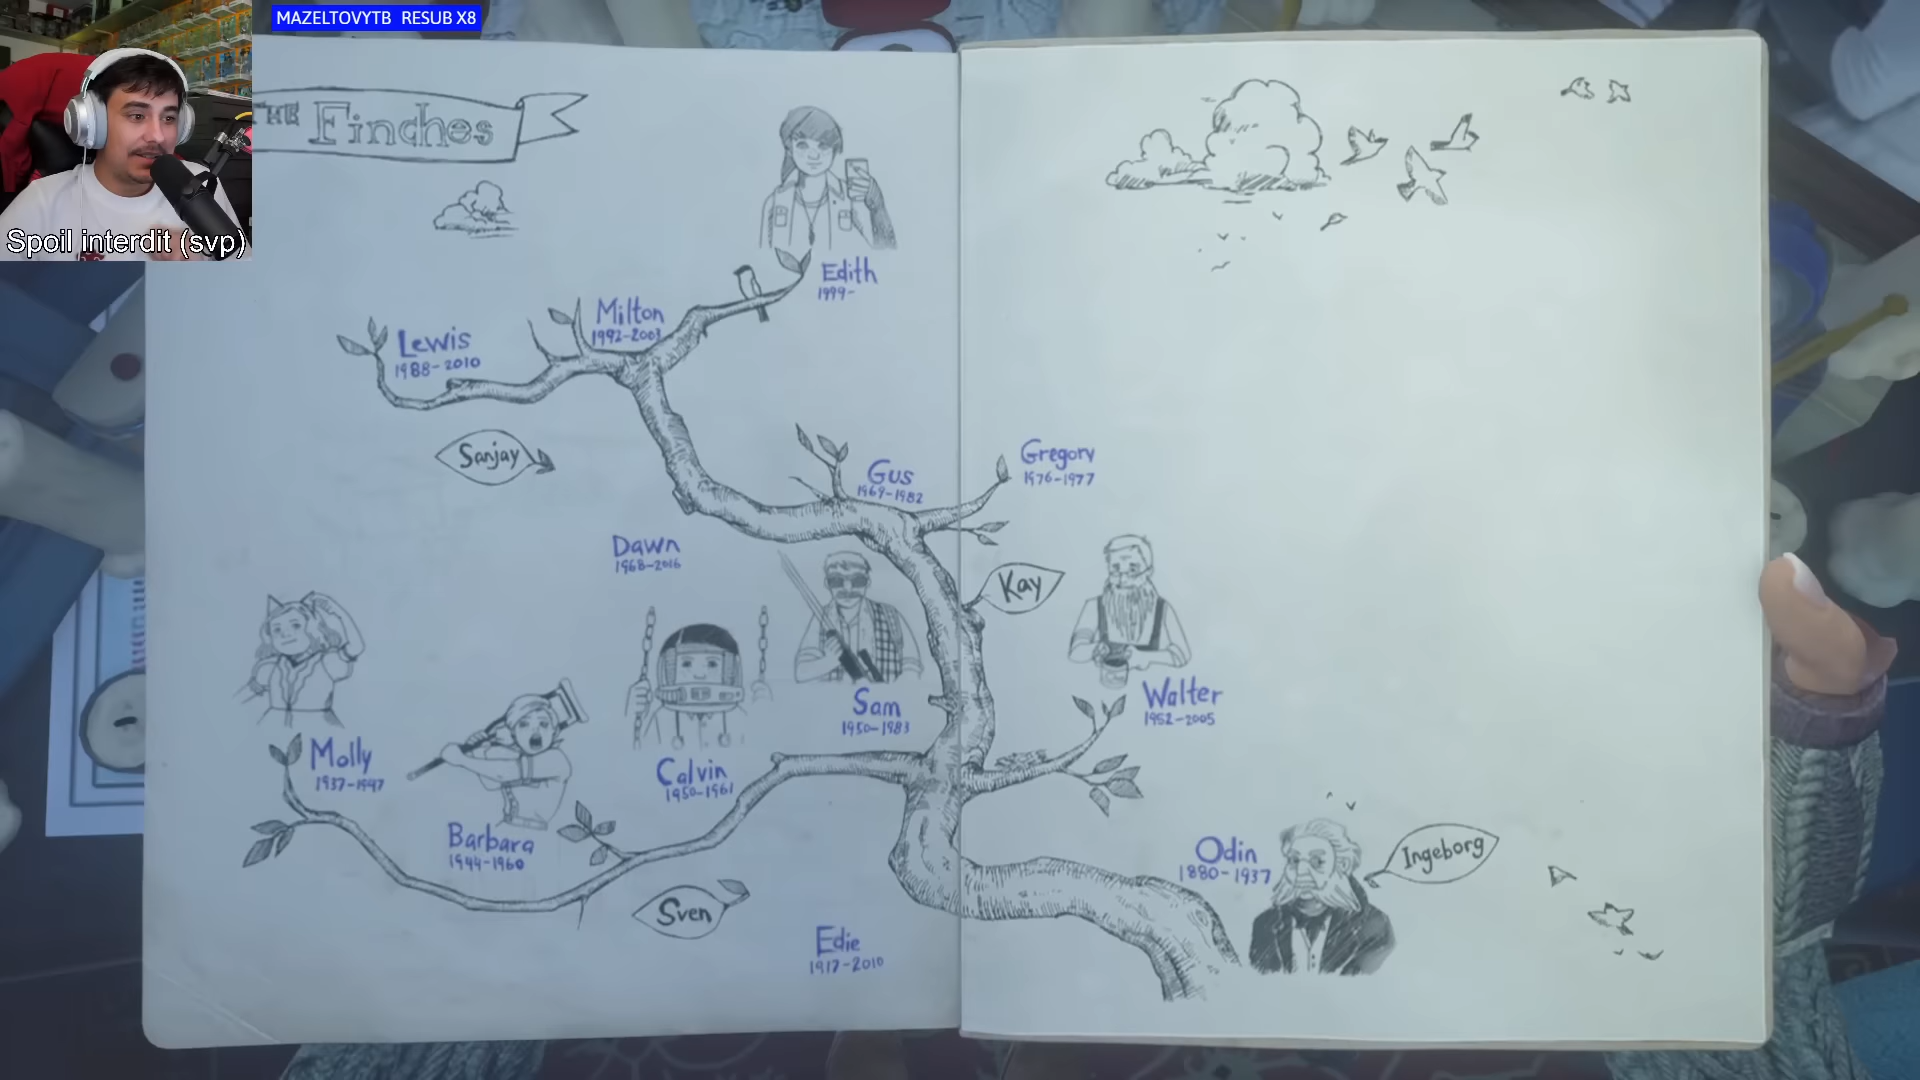 MAZELTOVYTB RESUB X8
Spoil interdit (svp)
THE Finches
Edith
1999-
Milton
1992-2003
Lewis
1988-2010
Sanjay
Gus
1969-1982
Gregory
1976-1977
Dawn
1968-2016
Kay
Sam
1950-1983
Walter
1952-2005
Molly
1937-1947
Calvin
1950-1961
Barbara
1944-1960
Odin
1880-1937
Ingeborg
Sven
Edie
1917-2010